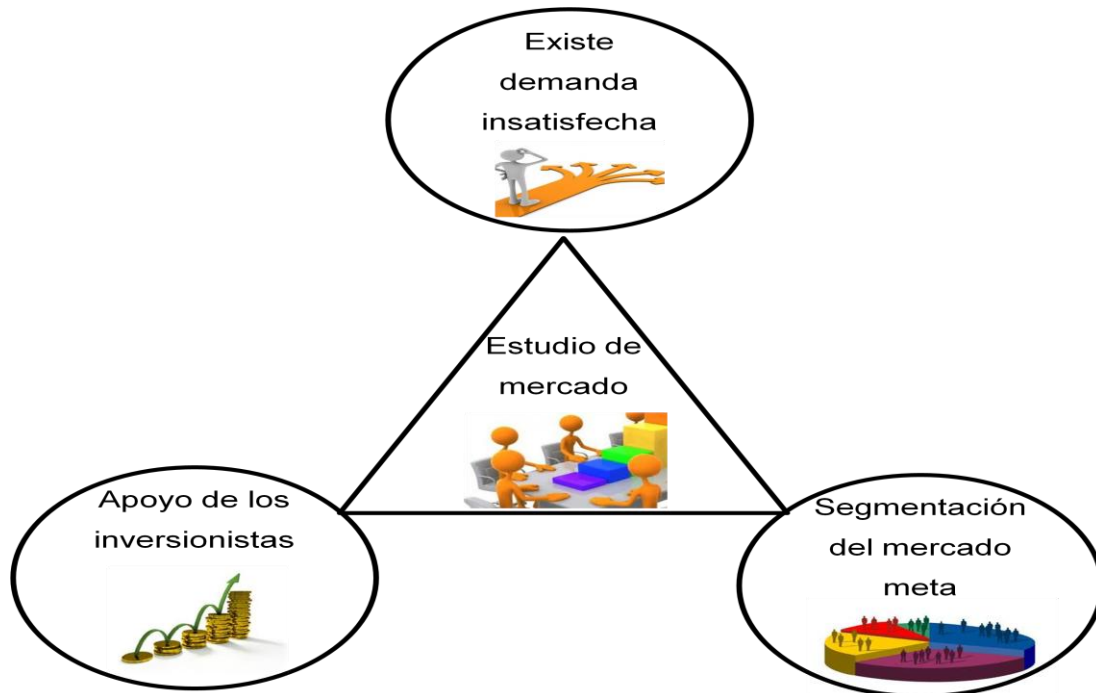 Existe
demanda
insatisfecha
Estudio de
mercado
Apoyo de los
inversionistas
Segmentación
del mercado
meta